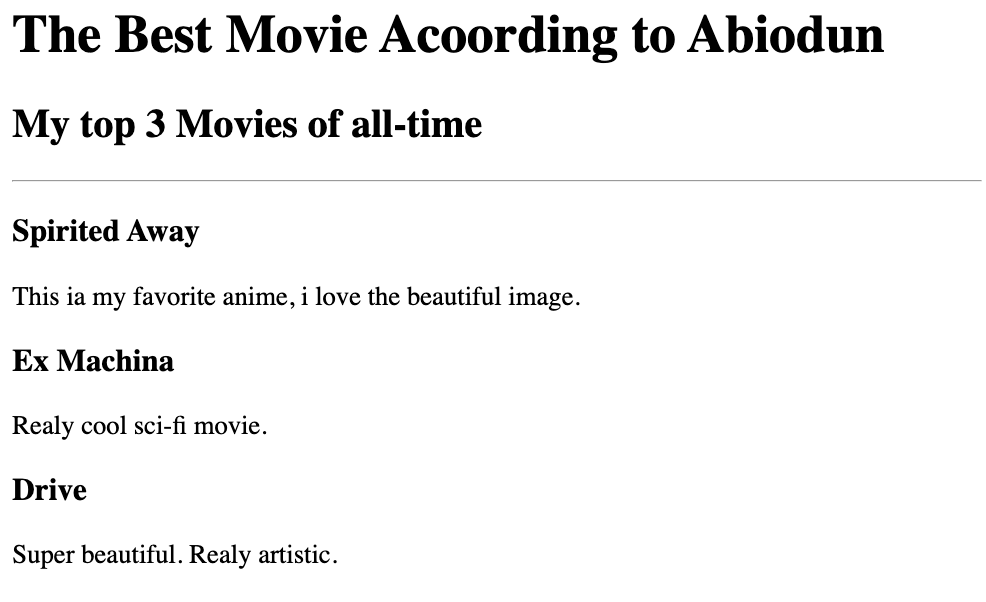 The Best Movie Acoording to Abiodun
My top 3 Movies of all-time
Spirited Away
This ia my favorite anime, i love the beautiful image.
Ex Machina
Realy cool sci-fi movie.
Drive
Super beautiful. Realy artistic.